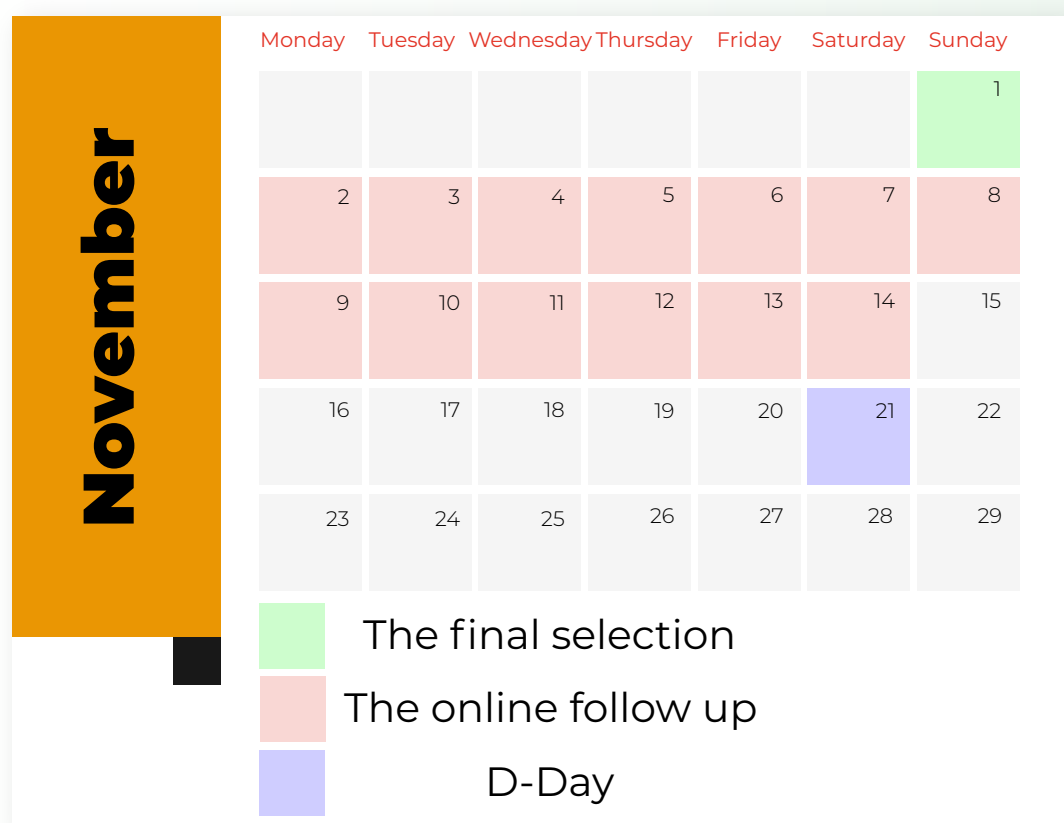 November
Monday Tuesday Wednesday Thursday Friday Saturday Sunday
1
2 3 4 5 6 7 8
9 10 11 12 13 14 15
16 17 18 19 20 21 22
23 24 25 26 27 28 29
The final selection
The online follow up
D-Day